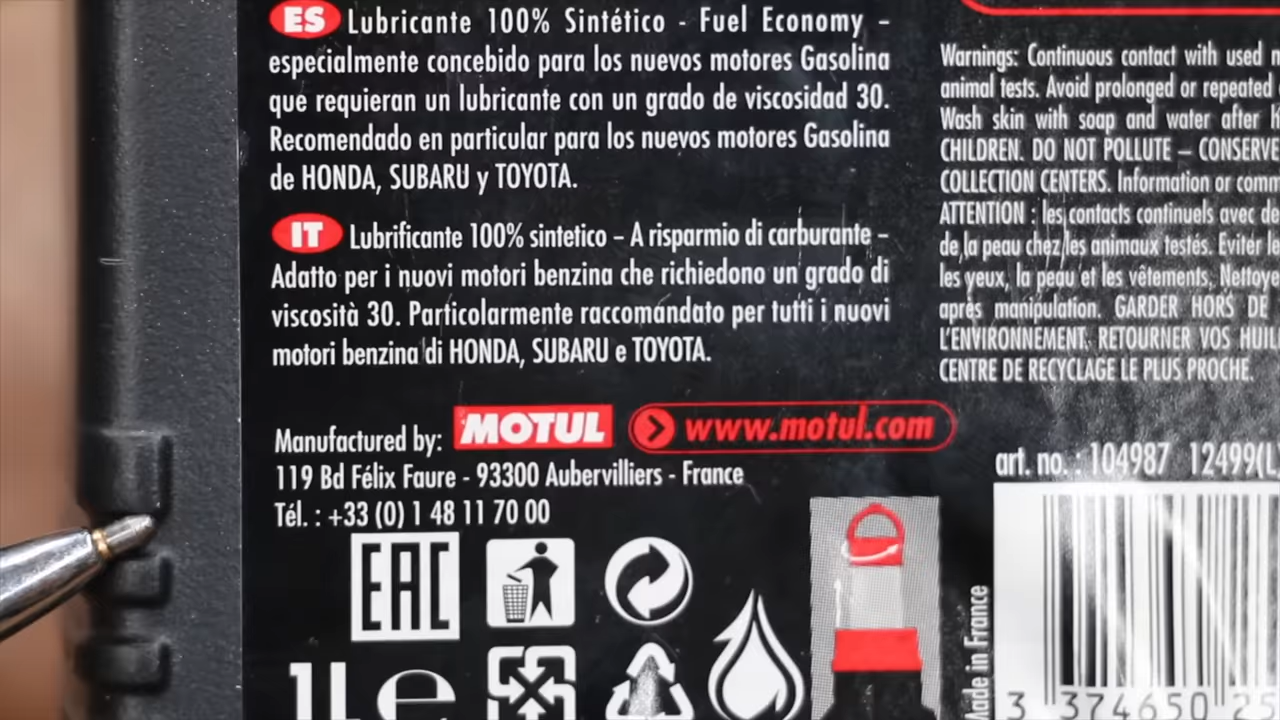 ES Lubricante 100% Sintético - Fuel Economy -
especialmente concebido para los nuevos motores Gasolina
que requieran un lubricante con un grado de viscosidad 30.
Recomendado en particular para los nuevos motores Gasolina
de HONDA, SUBARU y TOYOTA.
IT Lubrificante 100% sintetico – A risparmio di carburante –
Adatto per i nuovi motori benzina che richiedono un grado di
viscosità 30. Particolarmente raccomandato per tutti i nuovi
motori benzina di HONDA, SUBARU e TOYOTA.
Manufactured by: MOTUL www.motul.com
119 Bd Félix Faure - 93300 Aubervilliers - France
Tél. : +33 (0) 1 48 11 70 00
EAC
1L e
Warnings: Continuous contact with used
animal tests. Avoid prolonged or repeated
Wash skin with soap and water after
CHILDREN. DO NOT POLLUTE – CONSERVE
COLLECTION CENTERS. Information or
ATTENTION : les contacts continuels avec
de la peau chez les animaux testés. Eviter
les yeux, la peau et les vêtements,
après manipulation. GARDER HORS DE
L'ENVIRONNEMENT. RETOURNER VOS
CENTRE DE RECYCLAGE LE PLUS PROCHE.
art. no. : 104987 12499(L)
Made in France
3 374650 25